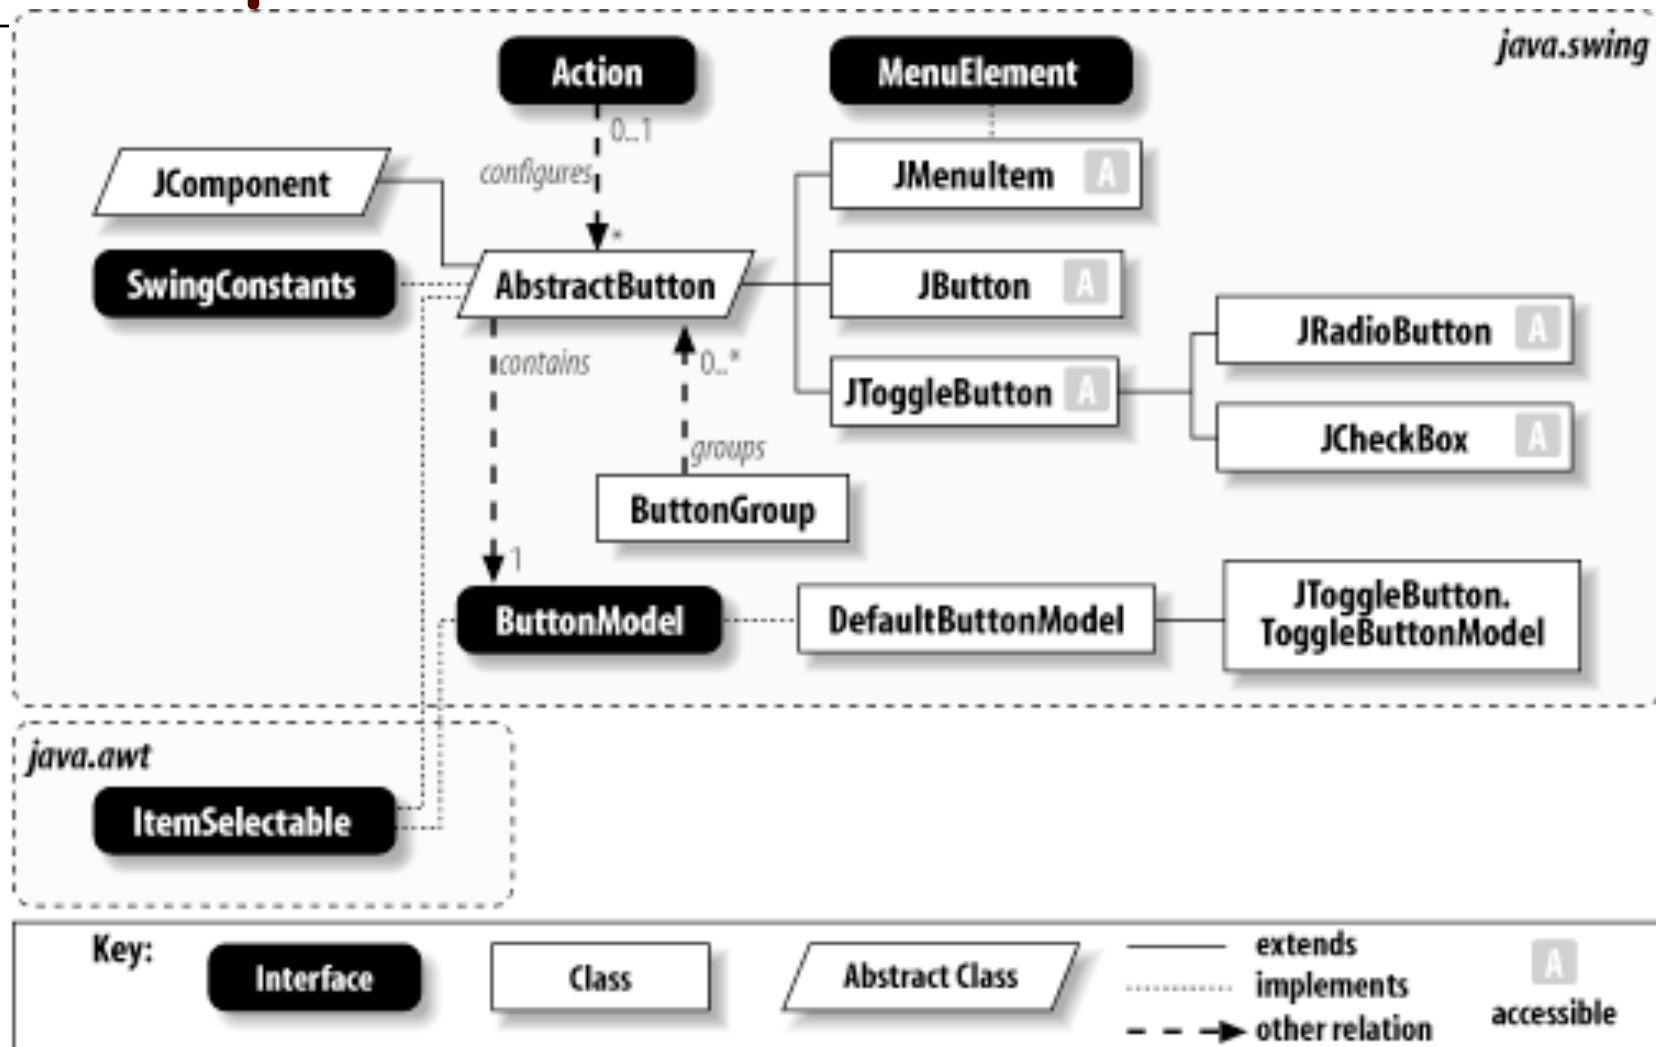 java.swing
Action
MenuElement
0..1
configures
JComponent
JMenuItem A
*
SwingConstants
AbstractButton
JButton A
JRadioButton A
contains
0..*
JToggleButton A
groups
JCheckBox A
ButtonGroup
1
ButtonModel
DefaultButtonModel
JToggleButton.
ToggleButtonModel
java.awt
ItemSelectable
Key:
Interface
Class
Abstract Class
extends
implements
other relation
A
accessible